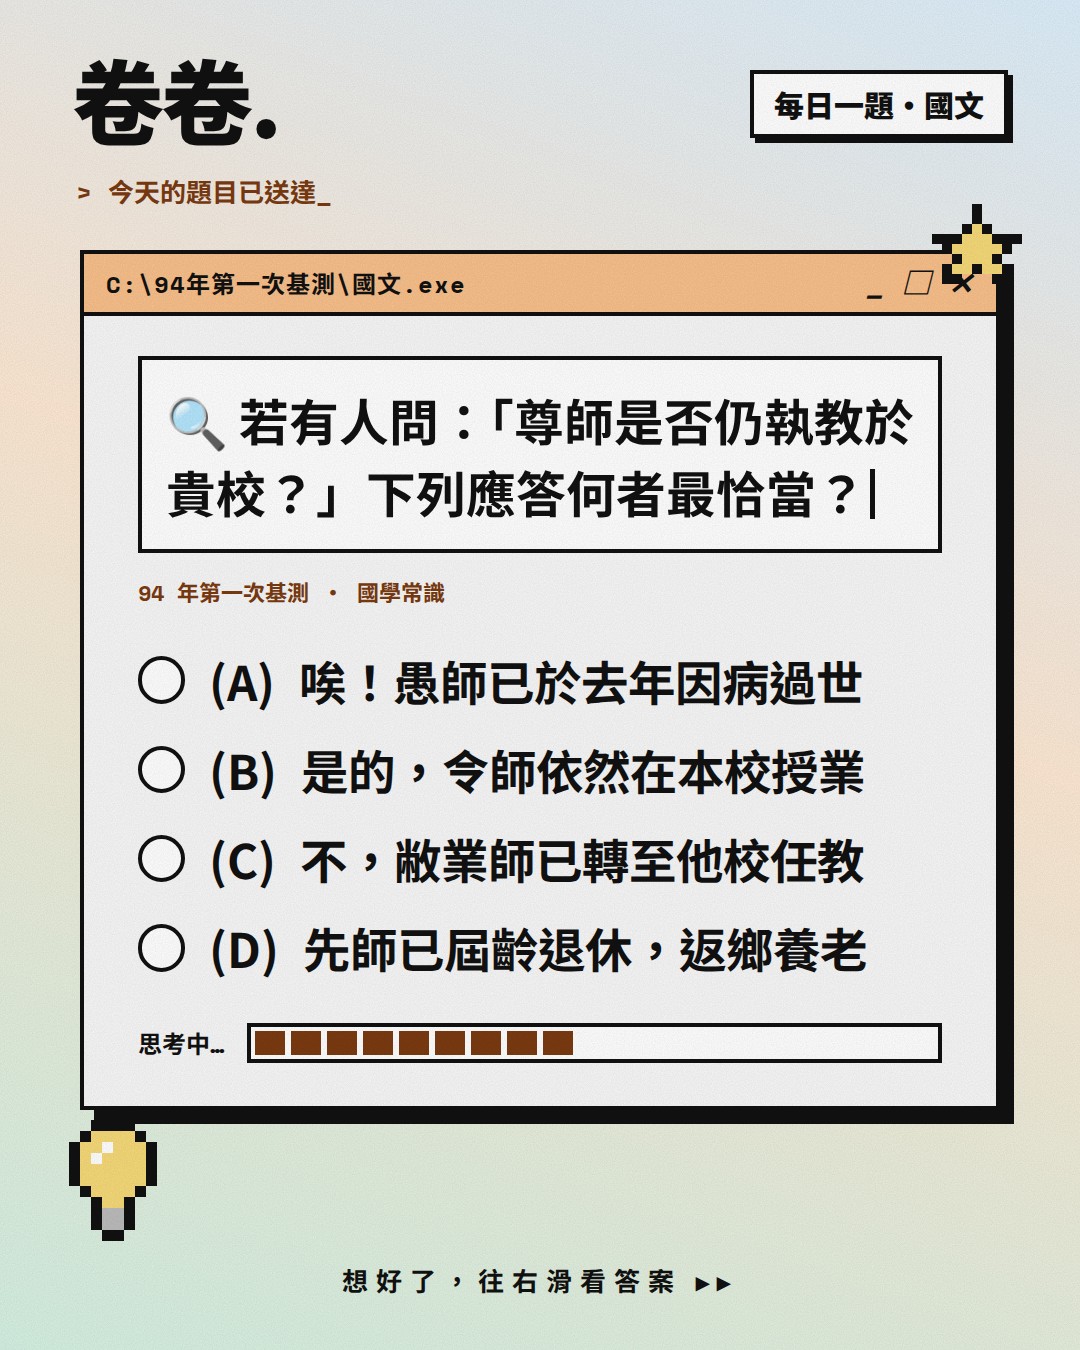 卷卷.
每日一題・國文
> 今天的題目已送達_
C:\94年第一次基測\國文.exe
若有人問：「尊師是否仍執教於
貴校？」下列應答何者最恰當？
94 年第一次基測 ・ 國學常識
(A) 唉！愚師已於去年因病過世
(B) 是的，令師依然在本校授業
(C) 不，敝業師已轉至他校任教
(D) 先師已屆齡退休，返鄉養老
思考中…
想好了，往右滑看答案 ▸▸